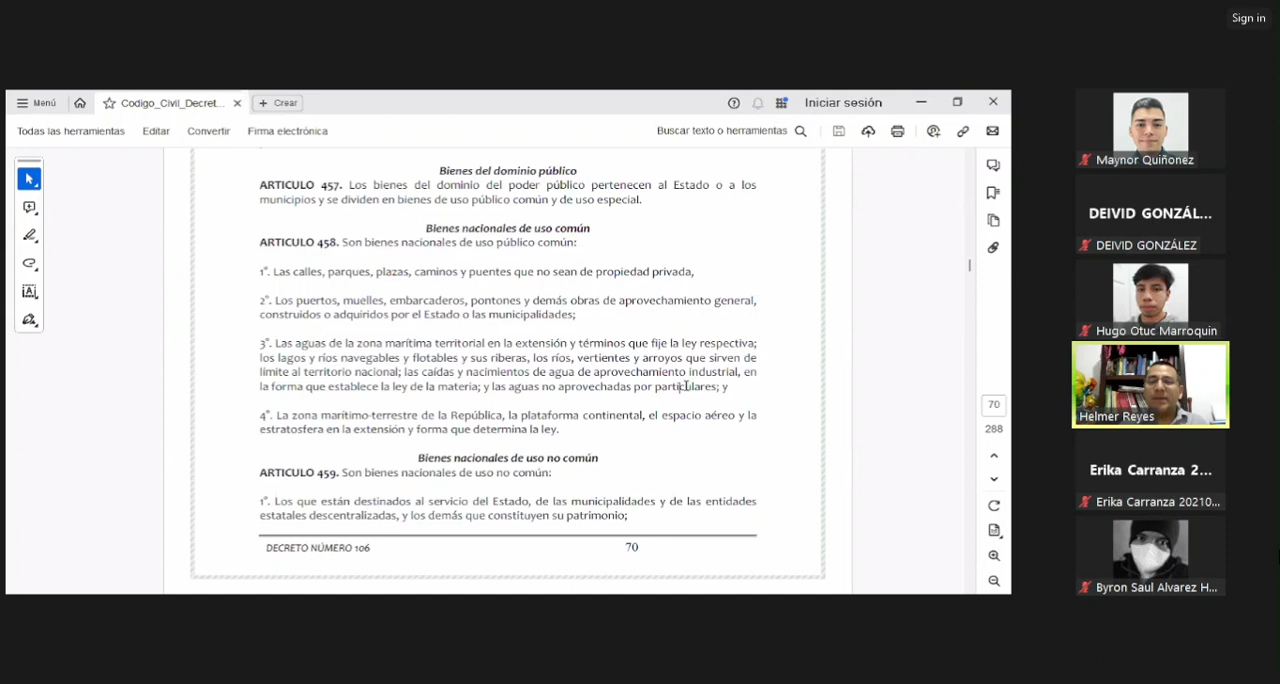 Sign in
Menú
Codigo_Civil_Decret...
Crear
Iniciar sesión
Todas las herramientas
Editar
Convertir
Firma electrónica
Buscar texto o herramientas
Bienes del dominio público
ARTICULO 457. Los bienes del dominio del poder público pertenecen al Estado o a los
municipios y se dividen en bienes de uso público común y de uso especial.
Bienes nacionales de uso común
ARTICULO 458. Son bienes nacionales de uso público común:
1°. Las calles, parques, plazas, caminos y puentes que no sean de propiedad privada,
2°. Los puertos, muelles, embarcaderos, pontones y demás obras de aprovechamiento general,
construidos o adquiridos por el Estado o las municipalidades;
3°. Las aguas de la zona marítima territorial en la extensión y términos que fije la ley respectiva;
los lagos y ríos navegables y flotables y sus riberas, los ríos, vertientes y arroyos que sirven de
límite al territorio nacional; las caídas y nacimientos de agua de aprovechamiento industrial, en
la forma que establece la ley de la materia; y las aguas no aprovechadas por particulares; y
4°. La zona marítimo-terrestre de la República, la plataforma continental, el espacio aéreo y la
estratosfera en la extensión y forma que determina la ley.
Bienes nacionales de uso no común
ARTICULO 459. Son bienes nacionales de uso no común:
1°. Los que están destinados al servicio del Estado, de las municipalidades y de las entidades
estatales descentralizadas, y los demás que constituyen su patrimonio;
DECRETO NÚMERO 106
70
70
288
Maynor Quiñonez
DEIVID GONZÁL...
DEIVID GONZÁLEZ
Hugo Otuc Marroquin
Helmer Reyes
Erika Carranza 2...
Erika Carranza 20210...
Byron Saul Alvarez H...